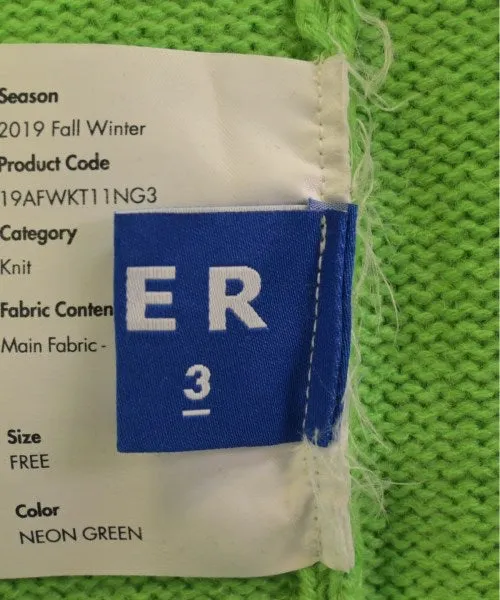 Season
2019 Fall Winter
Product Code
19AFWKT11NG3
Category
Knit
Fabric Conten
Main Fabric -
ER
3
Size
FREE
Color
NEON GREEN